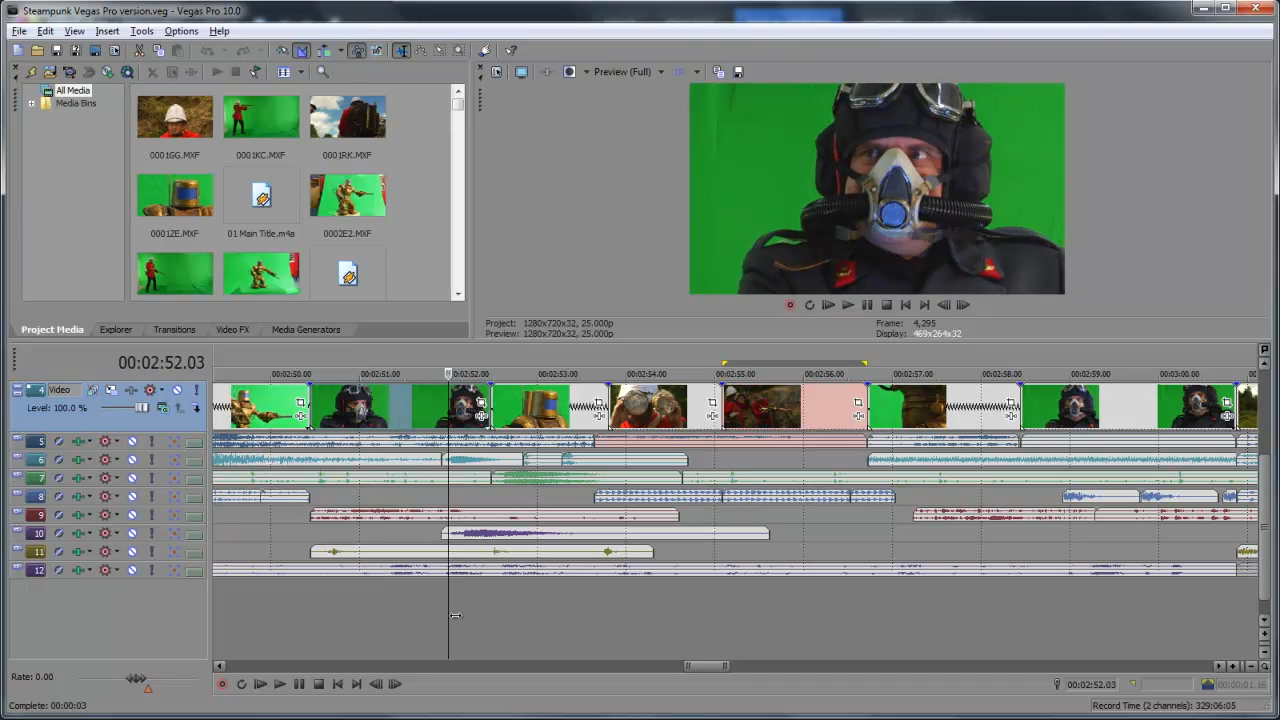 Steampunk Vegas Pro version.veg - Vegas Pro 10.0
File Edit View Insert Tools Options Help
Preview (Full)
All Media
Media Bins
0001GG.MXF 0001KC.MXF 0001RK.MXF
0001ZE.MXF 01 Main Title.m4a 0002E2.MXF
Project Media Explorer Transitions Video FX Media Generators
Project: 1280x720x32, 25.000p
Preview: 1280x720x32, 25.000p
Frame: 4,295
Display: 469x264x32
00:02:52.03
00:02:50.00 00:02:51.00 00:02:52.00 00:02:53.00 00:02:54.00 00:02:55.00 00:02:56.00 00:02:57.00 00:02:58.00 00:02:59.00 00:03:00.00
4 Video
Level: 100.0 %
5
6
7
8
9
10
11
12
Rate: 0.00
00:02:52.03
00:00:01.16
Complete: 00:00:03
Record Time (2 channels): 329:06:05